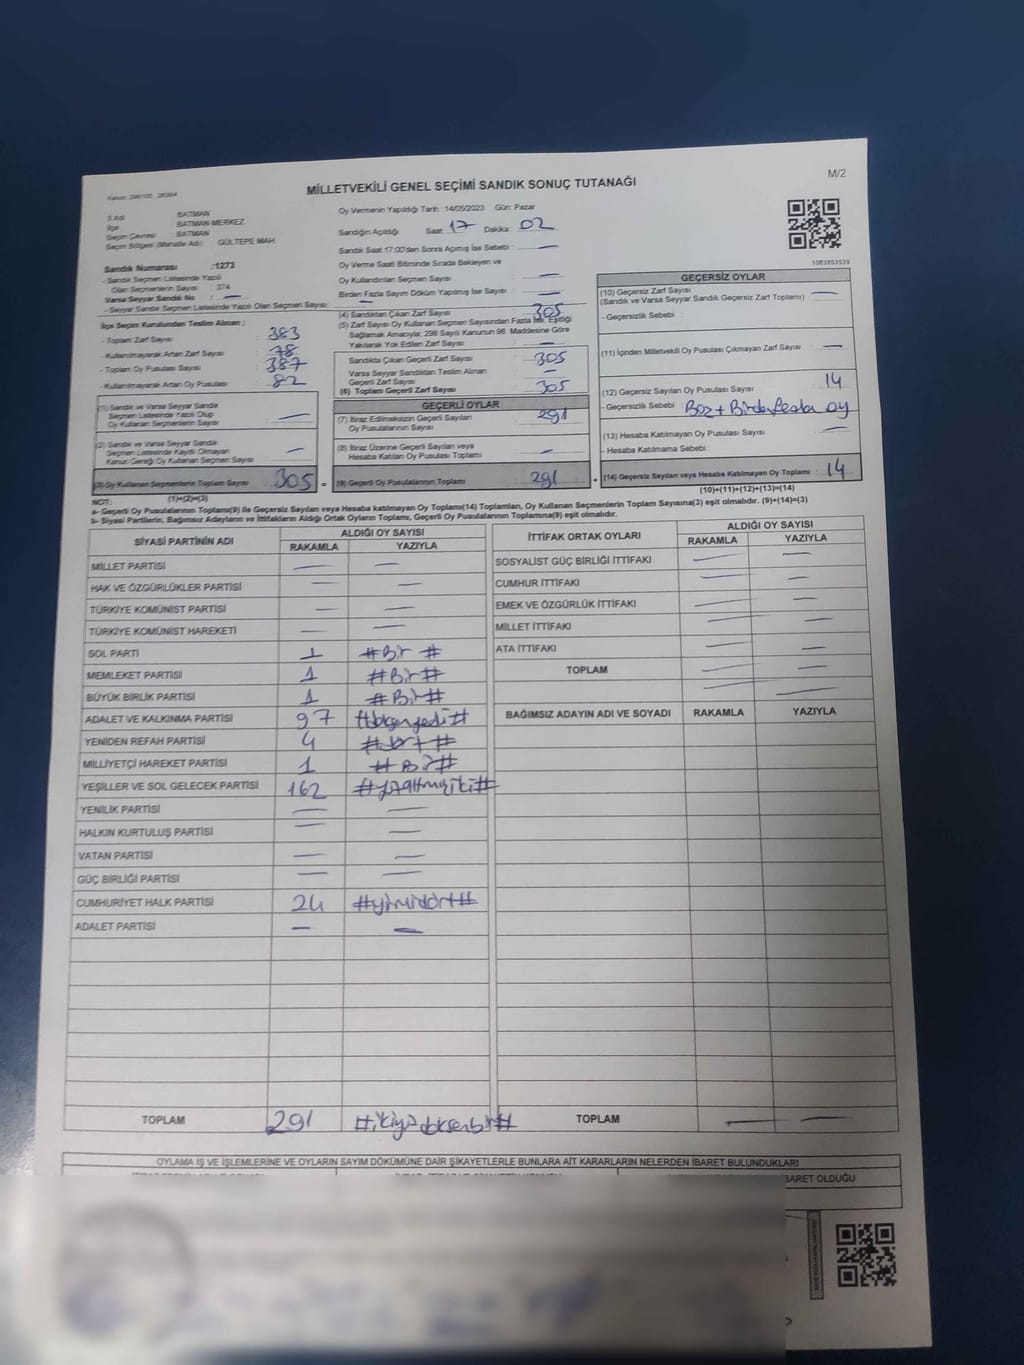 M/2
MİLLETVEKİLİ GENEL SEÇİMİ SANDIK SONUÇ TUTANAĞI
İl Adı : BATMAN
İlçe : BATMAN MERKEZ
Seçim Çevresi : BATMAN
Seçim Bölgesi (Mahalle Adı) : GÜLTEPE MAH.
Oy Vermenin Yapıldığı Tarih : 14/05/2023 Gün: Pazar
Sandığın Açıldığı Saat : 17 Dakika : 02
Sandık Saat 17:00'den Sonra Açılmış İse Sebebi : —
Oy Verme Saati Bitiminde Sırada Bekleyen ve
Oy Kullandırılan Seçmen Sayısı : —
Birden Fazla Sayım Döküm Yapılmış İse Sayısı : —
Sandık Numarası : 1273
- Sandık Seçmen Listesinde Yazılı
Olan Seçmenlerin Sayısı : 374
Varsa Seyyar Sandık No : —
- Seyyar Sandık Seçmen Listesinde Yazılı Olan Seçmen Sayısı: —
İlçe Seçim Kurulundan Teslim Alınan ;
- Toplam Zarf Sayısı : 383
- Kullanılmayarak Artan Zarf Sayısı : 78
- Toplam Oy Pusulası Sayısı : 387
- Kullanılmayarak Artan Oy Pusulası : 82
(1) Sandık ve Varsa Seyyar Sandık
Seçmen Listesinde Yazılı Olup
Oy Kullanan Seçmenlerin Sayısı : —
(2) Sandık ve Varsa Seyyar Sandık
Seçmen Listesinde Kayıtlı Olmayan
Kanun Gereği Oy Kullanan Seçmen Sayısı : —
(3) Oy Kullanan Seçmenlerin Toplam Sayısı : 305
(4) Sandıktan Çıkan Zarf Sayısı : 305
(5) Zarf Sayısı Oy Kullanan Seçmen Sayısından Fazla İse, Eşitliği
Sağlamak Amacıyla; 298 Sayılı Kanunun 98. Maddesine Göre
Yakılarak Yok Edilen Zarf Sayısı : —
Sandıkta Çıkan Geçerli Zarf Sayısı : 305
Varsa Seyyar Sandıktan Teslim Alınan
Geçerli Zarf Sayısı : —
(6) Toplam Geçerli Zarf Sayısı : 305
GEÇERLİ OYLAR
(7) İtiraz Edilmeksizin Geçerli Sayılan
Oy Pusulalarının Sayısı : 291
(8) İtiraz Üzerine Geçerli Sayılan veya
Hesaba Katılan Oy Pusulası Toplamı : —
(9) Geçerli Oy Pusulalarının Toplamı : 291
1083853539
GEÇERSİZ OYLAR
(10) Geçersiz Zarf Sayısı : —
(Sandık ve Varsa Seyyar Sandık Geçersiz Zarf Toplamı)
- Geçersizlik Sebebi :
(11) İçinden Milletvekili Oy Pusulası Çıkmayan Zarf Sayısı : —
(12) Geçersiz Sayılan Oy Pusulası Sayısı : 14
- Geçersizlik Sebebi : Boz + Birden fazla oy
(13) Hesaba Katılmayan Oy Pusulası Sayısı : —
- Hesaba Katılmama Sebebi :
(14) Geçersiz Sayılan veya Hesaba Katılmayan Oy Toplamı : 14
NOT: (1)+(2)=(3)
(10)+(11)+(12)+(13)=(14)
a- Geçerli Oy Pusulalarının Toplamı(9) ile Geçersiz Sayılan veya Hesaba katılmayan Oy Toplamı(14) Toplamları, Oy Kullanan Seçmenlerin Toplam Sayısına(3) eşit olmalıdır. (9)+(14)=(3)
b- Siyasi Partilerin, Bağımsız Adayların ve İttifakların Aldığı Ortak Oyların Toplamı, Geçerli Oy Pusulalarının Toplamına(9) eşit olmalıdır.
SİYASİ PARTİNİN ADI ALDIĞI OY SAYISI
RAKAMLA YAZIYLA
MİLLET PARTİSİ — —
HAK VE ÖZGÜRLÜKLER PARTİSİ — —
TÜRKİYE KOMÜNİST PARTİSİ — —
TÜRKİYE KOMÜNİST HAREKETİ — —
SOL PARTİ 1 #Bir #
MEMLEKET PARTİSİ 1 #Bir#
BÜYÜK BİRLİK PARTİSİ 1 #Bir#
ADALET VE KALKINMA PARTİSİ 97
YENİDEN REFAH PARTİSİ 4
MİLLİYETÇİ HAREKET PARTİSİ 1 #Bir#
YEŞİLLER VE SOL GELECEK PARTİSİ 162
YENİLİK PARTİSİ — —
HALKIN KURTULUŞ PARTİSİ — —
VATAN PARTİSİ — —
GÜÇ BİRLİĞİ PARTİSİ — —
CUMHURİYET HALK PARTİSİ 24 #yirmidört#
ADALET PARTİSİ — —
TOPLAM 291
İTTİFAK ORTAK OYLARI ALDIĞI OY SAYISI
RAKAMLA YAZIYLA
SOSYALİST GÜÇ BİRLİĞİ İTTİFAKI — —
CUMHUR İTTİFAKI — —
EMEK VE ÖZGÜRLÜK İTTİFAKI — —
MİLLET İTTİFAKI — —
ATA İTTİFAKI — —
TOPLAM — —
BAĞIMSIZ ADAYIN ADI VE SOYADI RAKAMLA YAZIYLA
TOPLAM — —
OYLAMA İŞ VE İŞLEMLERİNE VE OYLARIN SAYIM DÖKÜMÜNE DAİR ŞİKAYETLERLE BUNLARA AİT KARARLARIN NELERDEN İBARET BULUNDUKLARI
İBARET OLDUĞU